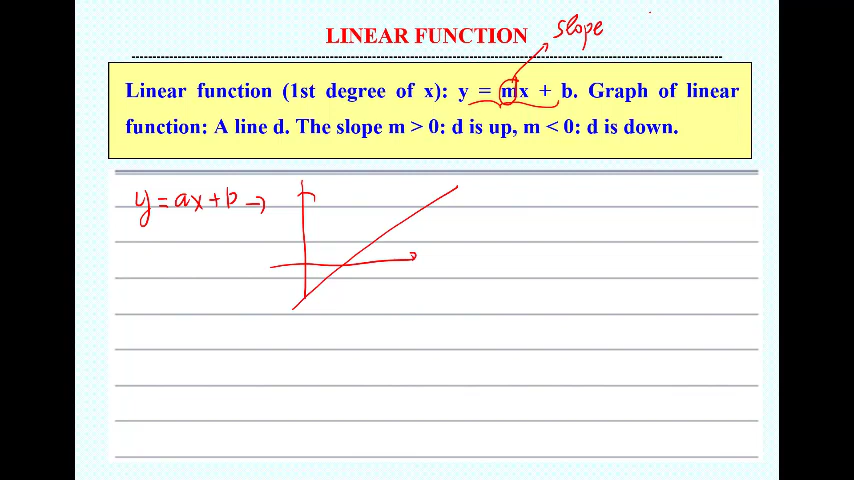 LINEAR FUNCTION
slope
Linear function (1st degree of x): y = mx + b. Graph of linear
function: A line d. The slope m > 0: d is up, m < 0: d is down.
y = ax + b →